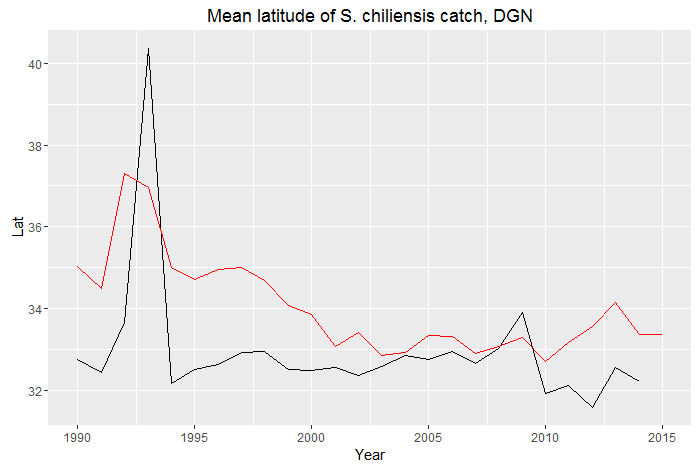 Mean latitude of S. chiliensis catch, DGN
40
38
36
34
32
Lat
1990 1995 2000 2005 2010 2015
Year